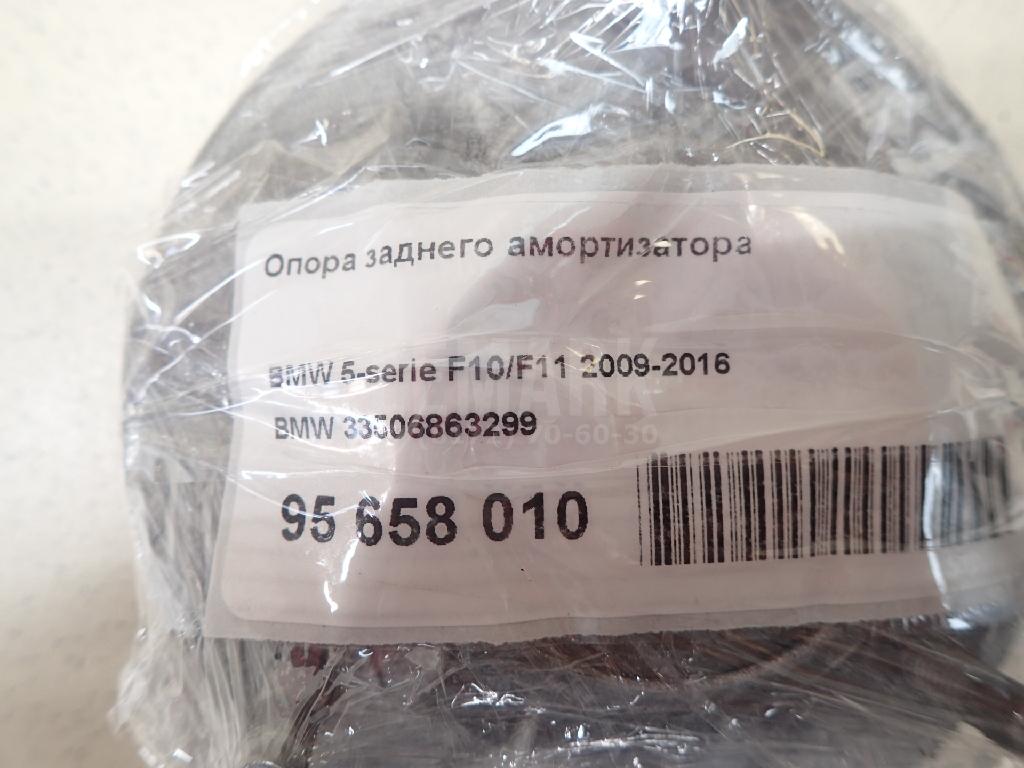 Опора заднего амортизатора
BMW 5-serie F10/F11 2009-2016
BMW 33506863299
95 658 010